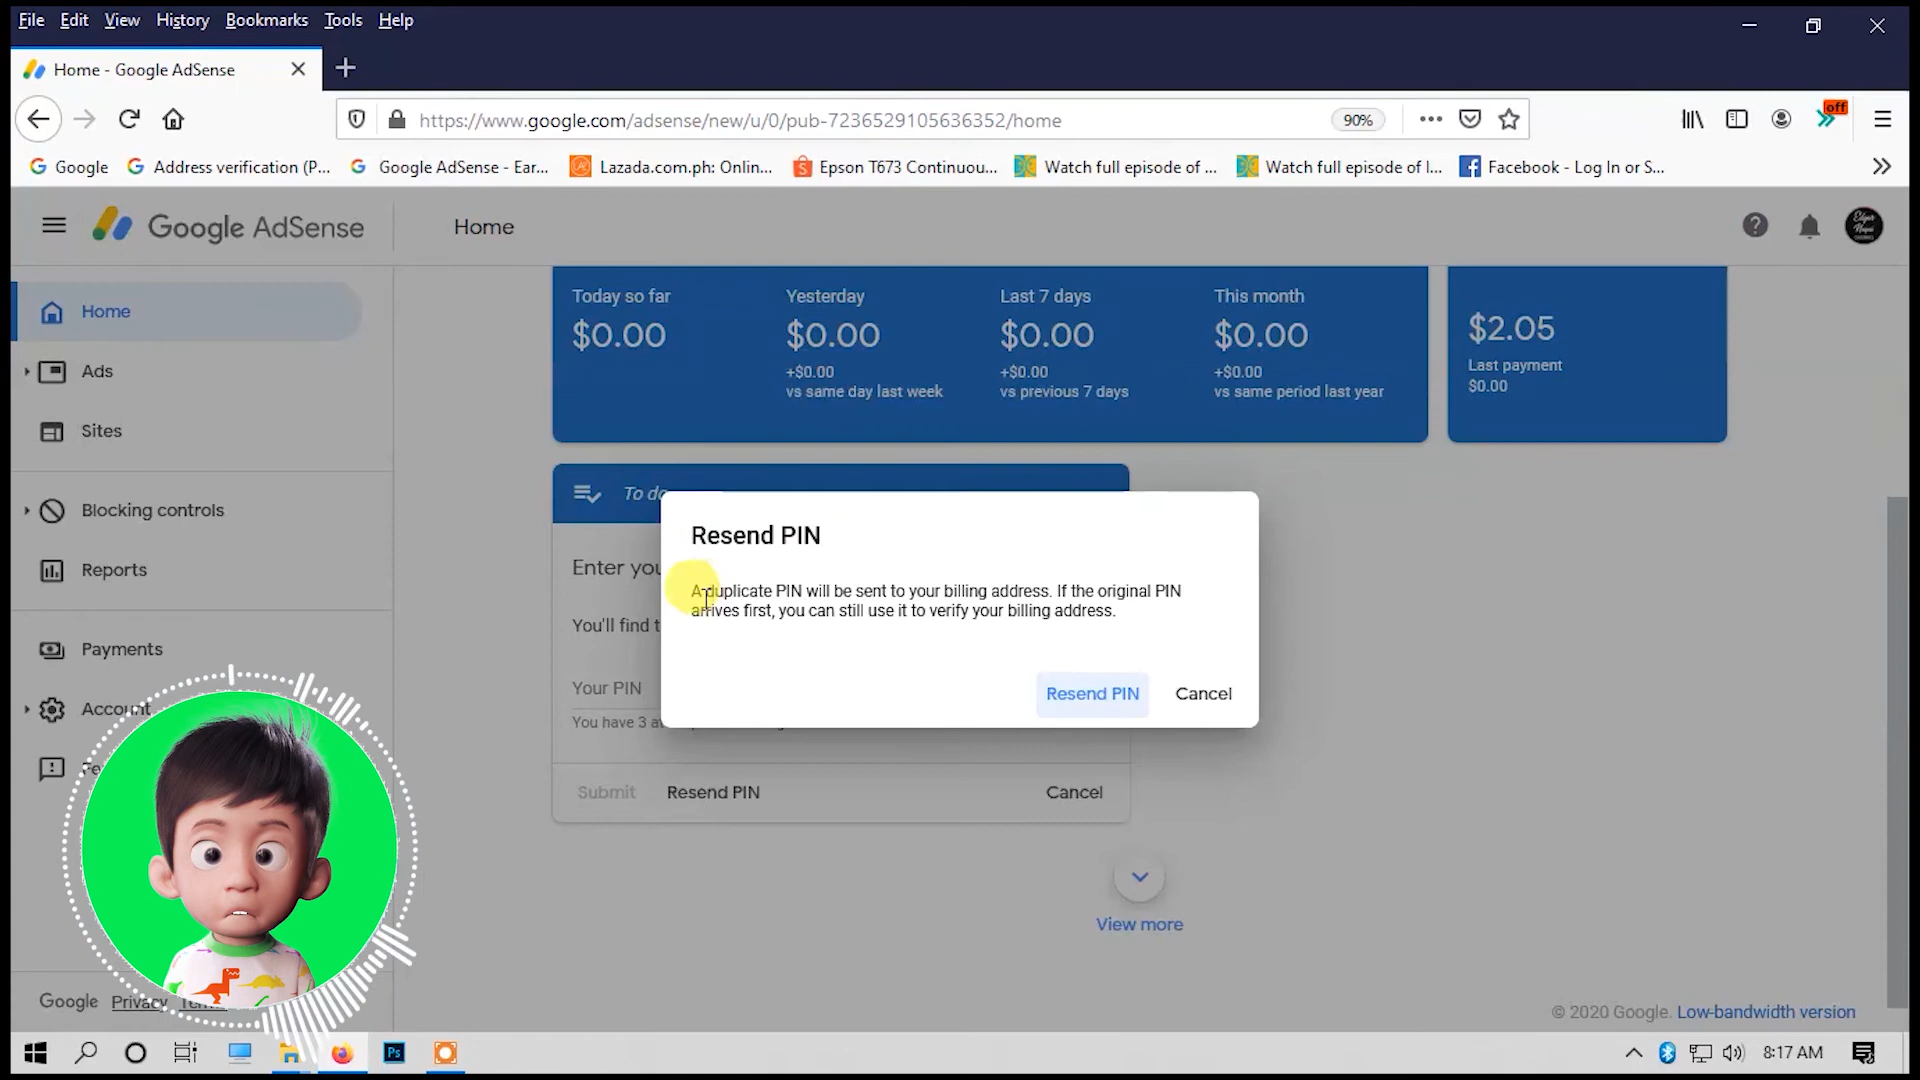 File Edit View History Bookmarks Tools Help
Home - Google AdSense
https://www.google.com/adsense/new/u/0/pub-7236529105636352/home
90%
off
Google
Address verification (P...
Google AdSense - Ear...
Lazada.com.ph: Onlin...
Epson T673 Continuou...
Watch full episode of ...
Watch full episode of I...
Facebook - Log In or S...
Google AdSense
Home
Home
Ads
Sites
Blocking controls
Reports
Payments
Account
Today so far
$0.00
Yesterday
$0.00
+$0.00
vs same day last week
Last 7 days
$0.00
+$0.00
vs previous 7 days
This month
$0.00
+$0.00
vs same period last year
$2.05
Last payment
$0.00
To do
Enter you
You'll find t
Your PIN
You have 3 a
Submit
Resend PIN
Cancel
Resend PIN
A duplicate PIN will be sent to your billing address. If the original PIN
arrives first, you can still use it to verify your billing address.
Resend PIN
Cancel
View more
Google
Privacy
© 2020 Google. Low-bandwidth version
Ps
8:17 AM